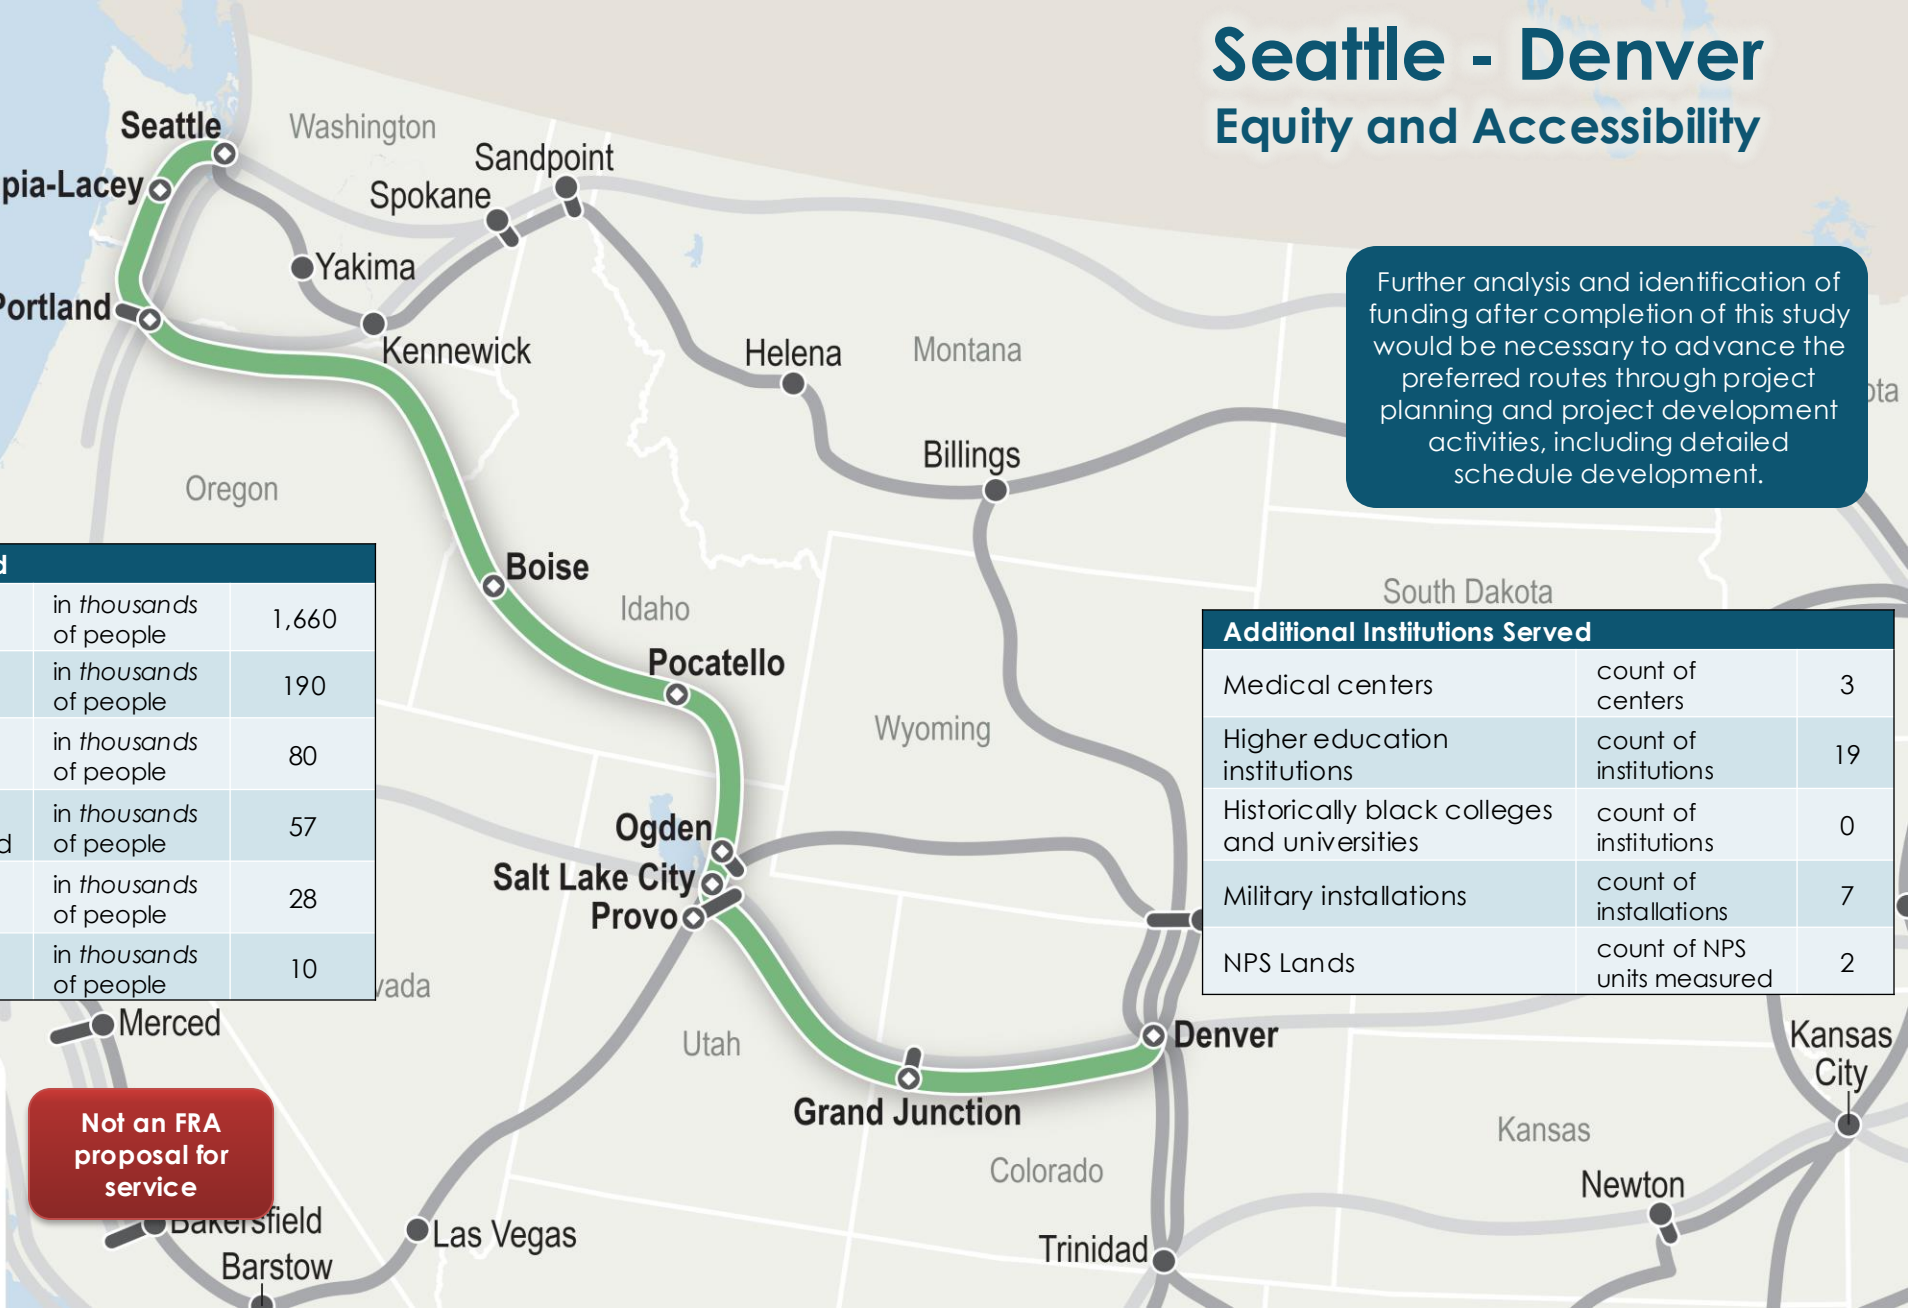 Seattle - Denver
Equity and Accessibility
Seattle
Washington
Sandpoint
pia-Lacey
Spokane
Yakima
Portland
Kennewick
Helena
Montana
Further analysis and identification of
funding after completion of this study
would be necessary to advance the
preferred routes through project
planning and project development
activities, including detailed
schedule development.
ota
Billings
Oregon
Boise
Idaho
South Dakota
Pocatello
Wyoming
d
in thousands
of people
1,660
in thousands
of people
190
in thousands
of people
80
d
in thousands
of people
57
in thousands
of people
28
in thousands
of people
10
Additional Institutions Served
Medical centers
count of
centers
3
Higher education
institutions
count of
institutions
19
Historically black colleges
and universities
count of
institutions
0
Military installations
count of
installations
7
NPS Lands
count of NPS
units measured
2
Ogden
Salt Lake City
Provo
vada
Merced
Utah
Denver
Kansas
City
Grand Junction
Not an FRA
proposal for
service
Colorado
Kansas
Newton
Bakersfield
Las Vegas
Trinidad
Barstow